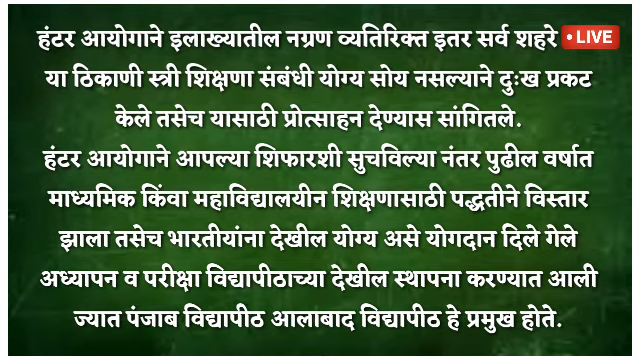 हंटर आयोगाने इलाख्यातील नग्रण व्यतिरिक्त इतर सर्व शहरे LIVE
या ठिकाणी स्त्री शिक्षणा संबंधी योग्य सोय नसल्याने दुःख प्रकट
केले तसेच यासाठी प्रोत्साहन देण्यास सांगितले.
हंटर आयोगाने आपल्या शिफारशी सुचविल्या नंतर पुढील वर्षात
माध्यमिक किंवा महाविद्यालयीन शिक्षणासाठी पद्धतीने विस्तार
झाला तसेच भारतीयांना देखील योग्य असे योगदान दिले गेले
अध्यापन व परीक्षा विद्यापीठाच्या देखील स्थापना करण्यात आली
ज्यात पंजाब विद्यापीठ आलाबाद विद्यापीठ हे प्रमुख होते.